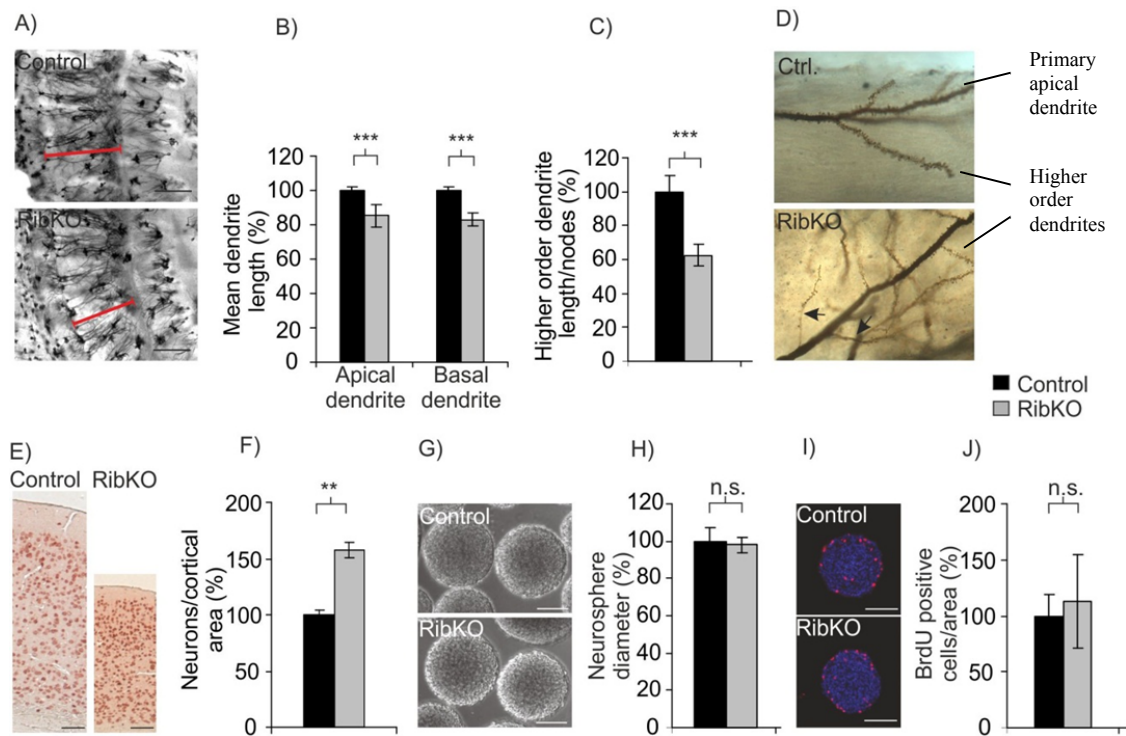 A)
Control
RibKO
B)
Mean dendrite
length (%)
120
100
80
60
40
20
0
***
***
Apical
dendrite
Basal
dendrite
C)
Higher order dendrite
length/nodes (%)
120
100
80
60
40
20
0
***
D)
Ctrl.
RibKO
Primary
apical
dendrite
Higher
order
dendrites
Control
RibKO
E)
Control
RibKO
F)
Neurons/cortical
area (%)
200
150
100
50
0
**
G)
Control
RibKO
H)
Neurosphere
diameter (%)
120
100
80
60
40
20
0
n.s.
I)
Control
RibKO
J)
BrdU positive
cells/area (%)
200
150
100
50
0
n.s.